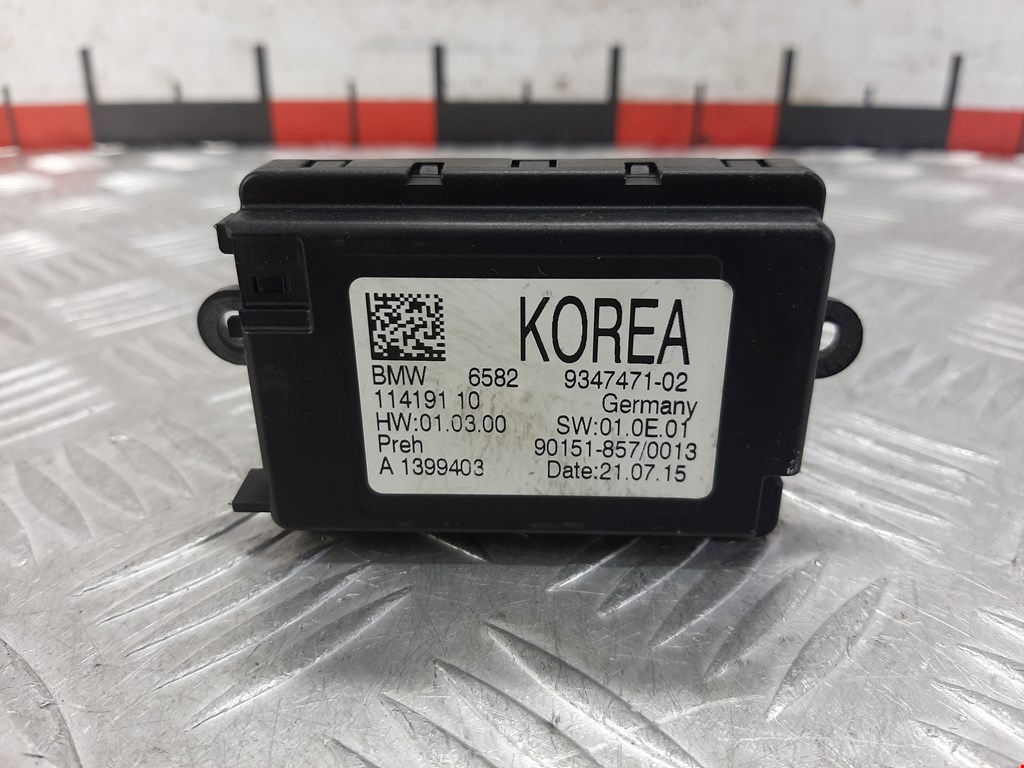 KOREA
BMW 6582 9347471-02
114191 10 Germany
HW:01.03.00 SW:01.0E.01
Preh 90151-857/0013
A 1399403 Date:21.07.15